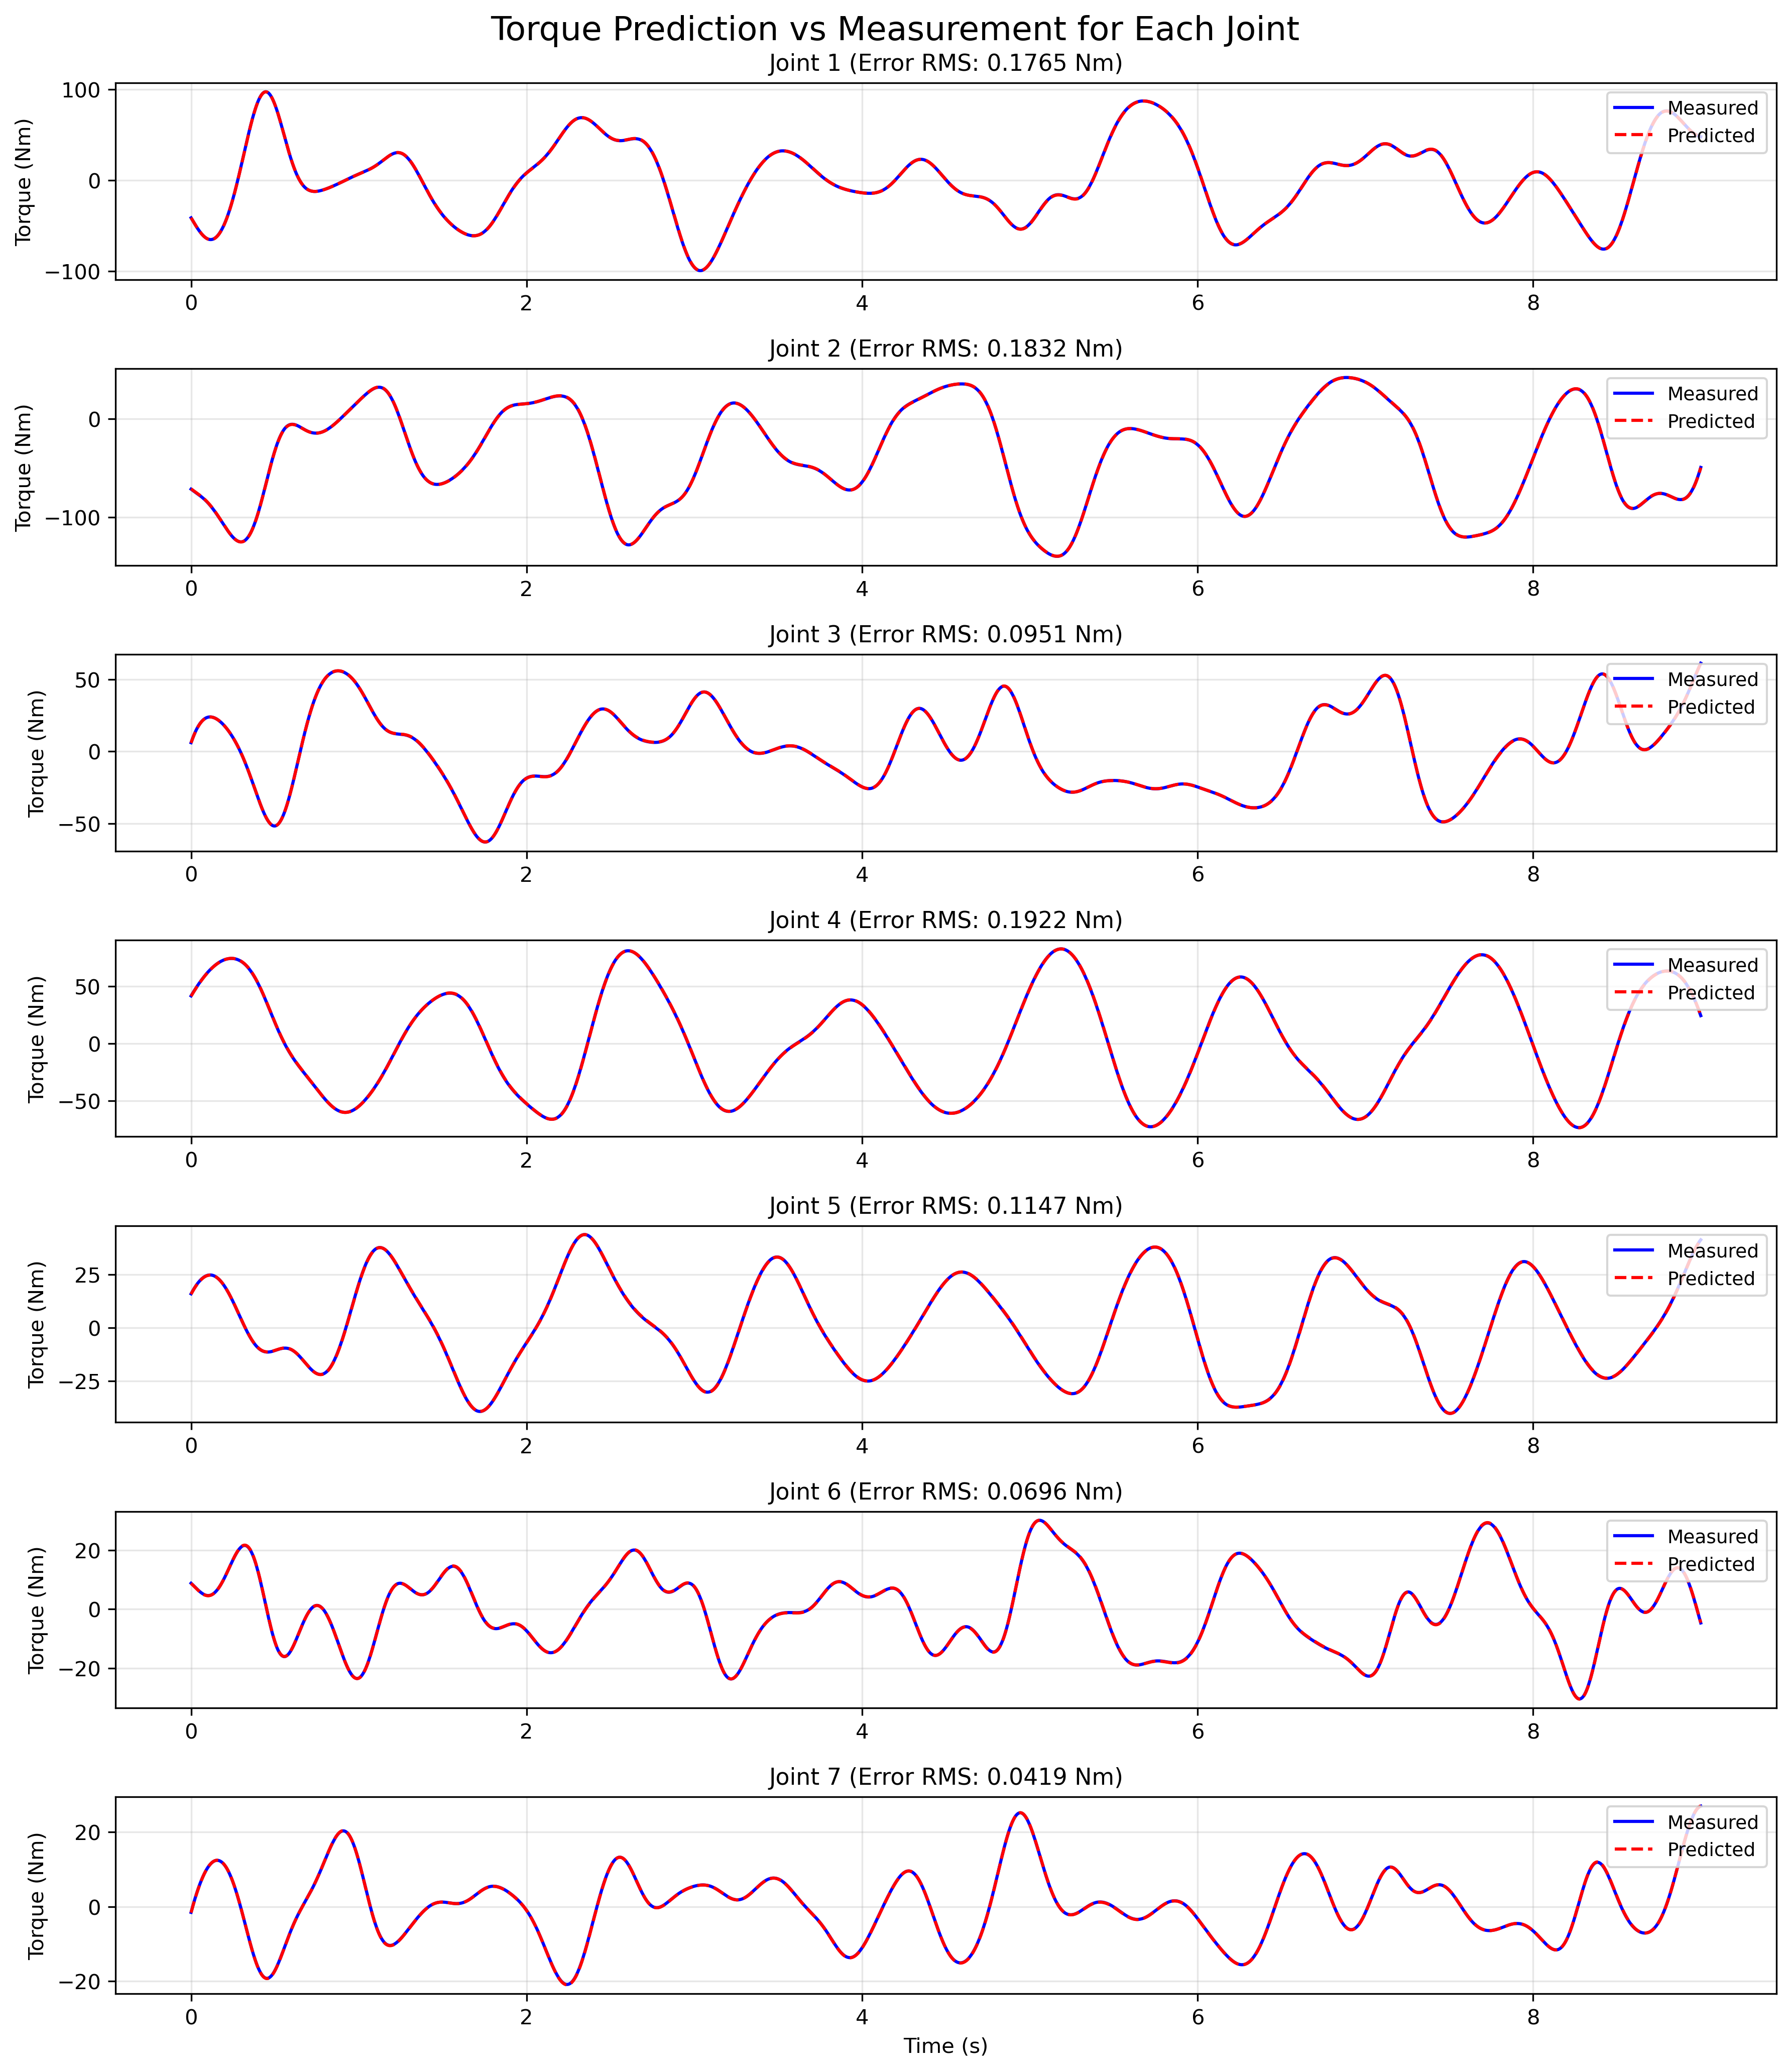 Torque Prediction vs Measurement for Each Joint
Joint 1 (Error RMS: 0.1765 Nm)
Torque (Nm)
100
0
−100
Measured
Predicted
0 2 4 6 8
Joint 2 (Error RMS: 0.1832 Nm)
Torque (Nm)
0
−100
Measured
Predicted
0 2 4 6 8
Joint 3 (Error RMS: 0.0951 Nm)
Torque (Nm)
50
0
−50
Measured
Predicted
0 2 4 6 8
Joint 4 (Error RMS: 0.1922 Nm)
Torque (Nm)
50
0
−50
Measured
Predicted
0 2 4 6 8
Joint 5 (Error RMS: 0.1147 Nm)
Torque (Nm)
25
0
−25
Measured
Predicted
0 2 4 6 8
Joint 6 (Error RMS: 0.0696 Nm)
Torque (Nm)
20
0
−20
Measured
Predicted
0 2 4 6 8
Joint 7 (Error RMS: 0.0419 Nm)
Torque (Nm)
20
0
−20
Measured
Predicted
0 2 4 6 8
Time (s)